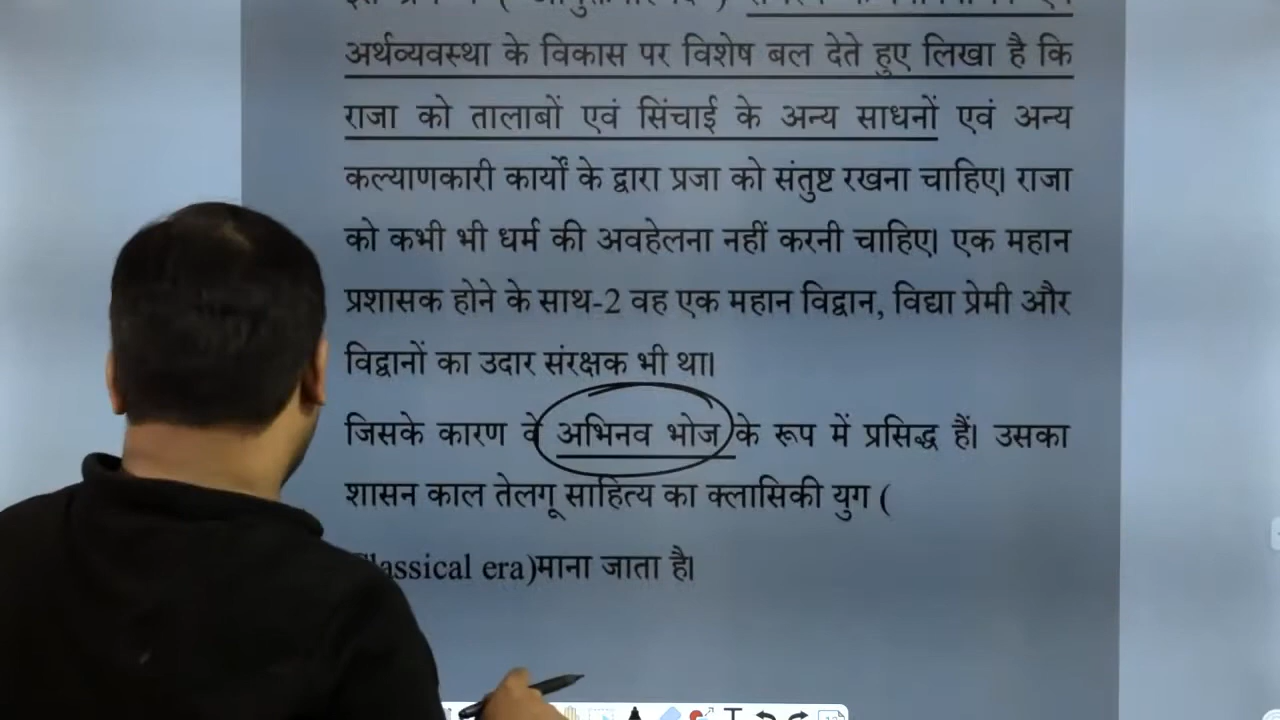 अर्थव्यवस्था के विकास पर विशेष बल देते हुए लिखा है कि
राजा को तालाबों एवं सिंचाई के अन्य साधनों एवं अन्य
कल्याणकारी कार्यों के द्वारा प्रजा को संतुष्ट रखना चाहिए। राजा
को कभी भी धर्म की अवहेलना नहीं करनी चाहिए। एक महान
प्रशासक होने के साथ-2 वह एक महान विद्वान, विद्या प्रेमी और
विद्वानों का उदार संरक्षक भी था।
जिसके कारण वे अभिनव भोज के रूप में प्रसिद्ध हैं। उसका
शासन काल तेलगू साहित्य का क्लासिकी युग (
Classical era)माना जाता है।